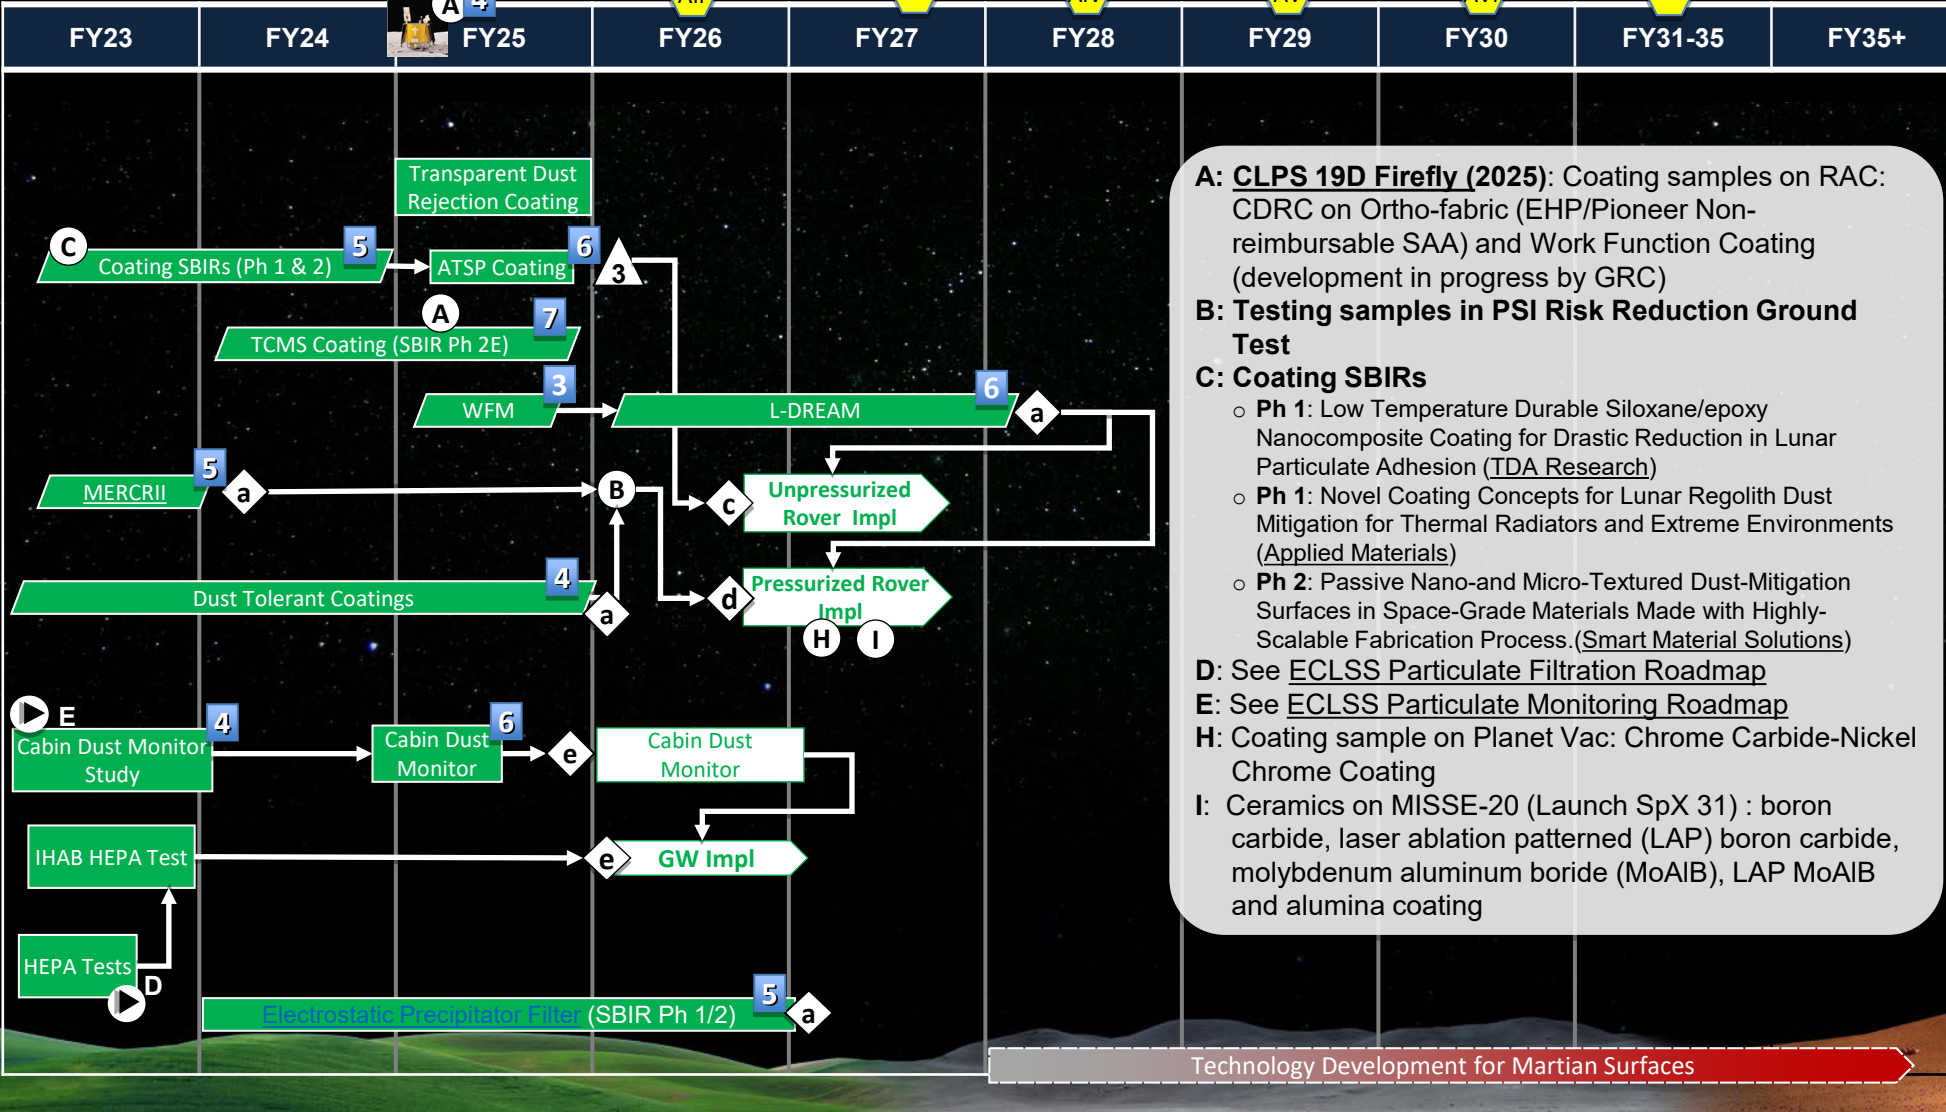 A
4
FY23
FY24
FY25
FY26
FY27
FY28
FY29
FY30
FY31-35
FY35+
Transparent Dust
Rejection Coating
C
Coating SBIRs (Ph 1 & 2)
5
ATSP Coating
6
3
A
TCMS Coating (SBIR Ph 2E)
7
WFM
3
L-DREAM
6
a
MERCRII
5
a
B
c
Unpressurized
Rover Impl
Dust Tolerant Coatings
4
a
d
Pressurized Rover
Impl
H
I
E
Cabin Dust Monitor
Study
4
Cabin Dust
Monitor
6
e
Cabin Dust
Monitor
IHAB HEPA Test
e
GW Impl
HEPA Tests
D
Electrostatic Precipitator Filter (SBIR Ph 1/2)
5
a
A: CLPS 19D Firefly (2025): Coating samples on RAC:
CDRC on Ortho-fabric (EHP/Pioneer Non-
reimbursable SAA) and Work Function Coating
(development in progress by GRC)
B: Testing samples in PSI Risk Reduction Ground
Test
C: Coating SBIRs
o Ph 1: Low Temperature Durable Siloxane/epoxy
Nanocomposite Coating for Drastic Reduction in Lunar
Particulate Adhesion (TDA Research)
o Ph 1: Novel Coating Concepts for Lunar Regolith Dust
Mitigation for Thermal Radiators and Extreme Environments
(Applied Materials)
o Ph 2: Passive Nano-and Micro-Textured Dust-Mitigation
Surfaces in Space-Grade Materials Made with Highly-
Scalable Fabrication Process.(Smart Material Solutions)
D: See ECLSS Particulate Filtration Roadmap
E: See ECLSS Particulate Monitoring Roadmap
H: Coating sample on Planet Vac: Chrome Carbide-Nickel
Chrome Coating
I: Ceramics on MISSE-20 (Launch SpX 31) : boron
carbide, laser ablation patterned (LAP) boron carbide,
molybdenum aluminum boride (MoAlB), LAP MoAlB
and alumina coating
Technology Development for Martian Surfaces